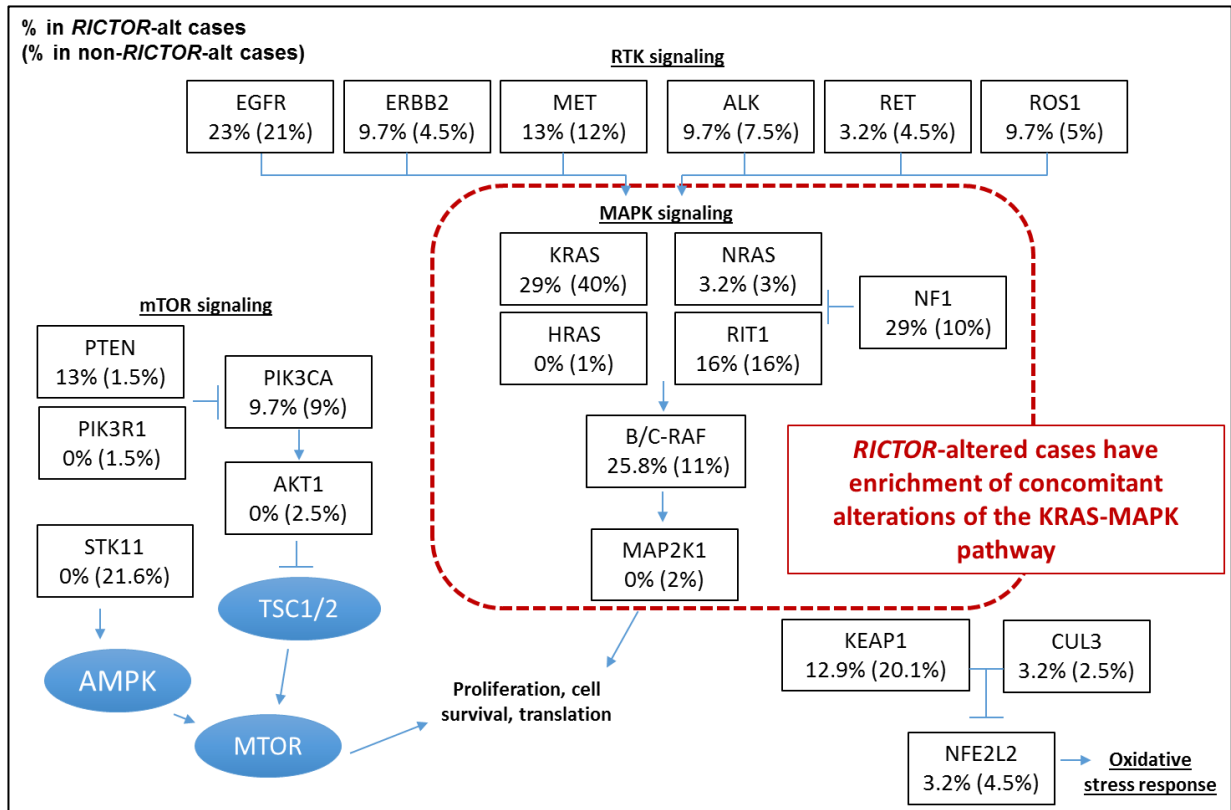 % in RICTOR-alt cases
(% in non-RICTOR-alt cases)
RTK signaling
EGFR
23% (21%)
ERBB2
9.7% (4.5%)
MET
13% (12%)
ALK
9.7% (7.5%)
RET
3.2% (4.5%)
ROS1
9.7% (5%)
MAPK signaling
KRAS
29% (40%)
NRAS
3.2% (3%)
HRAS
0% (1%)
RIT1
16% (16%)
NF1
29% (10%)
B/C-RAF
25.8% (11%)
MAP2K1
0% (2%)
RICTOR-altered cases have
enrichment of concomitant
alterations of the KRAS-MAPK
pathway
mTOR signaling
PTEN
13% (1.5%)
PIK3R1
0% (1.5%)
PIK3CA
9.7% (9%)
AKT1
0% (2.5%)
STK11
0% (21.6%)
TSC1/2
AMPK
MTOR
Proliferation, cell
survival, translation
KEAP1
12.9% (20.1%)
CUL3
3.2% (2.5%)
NFE2L2
3.2% (4.5%)
Oxidative
stress response